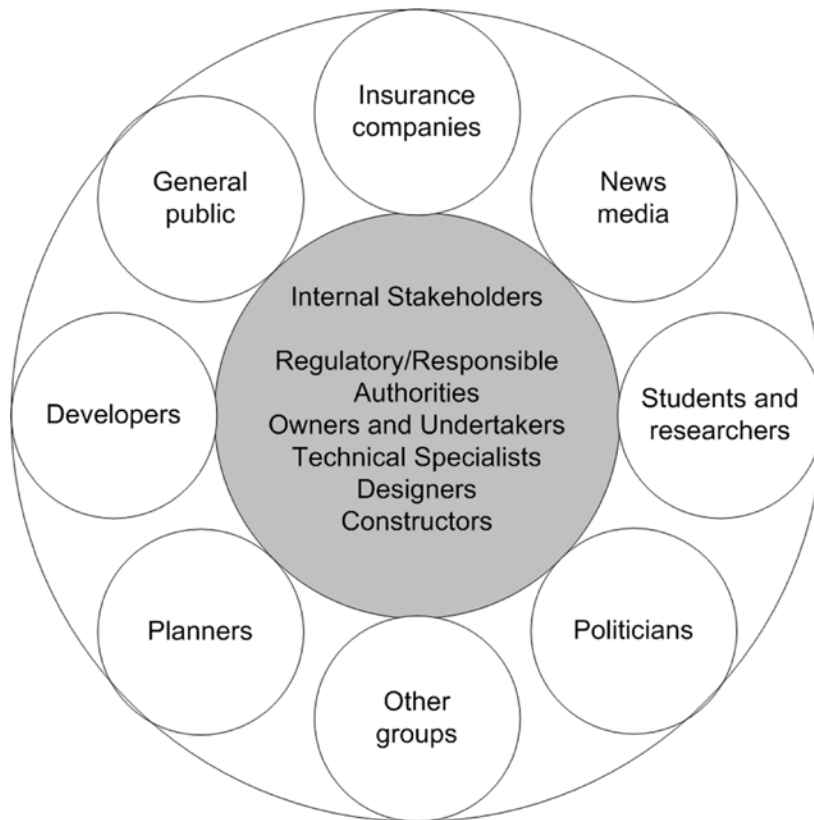 Insurance
companies
General
public
News
media
Internal Stakeholders
Regulatory/Responsible
Authorities
Owners and Undertakers
Technical Specialists
Designers
Constructors
Developers
Students and
researchers
Planners
Politicians
Other
groups